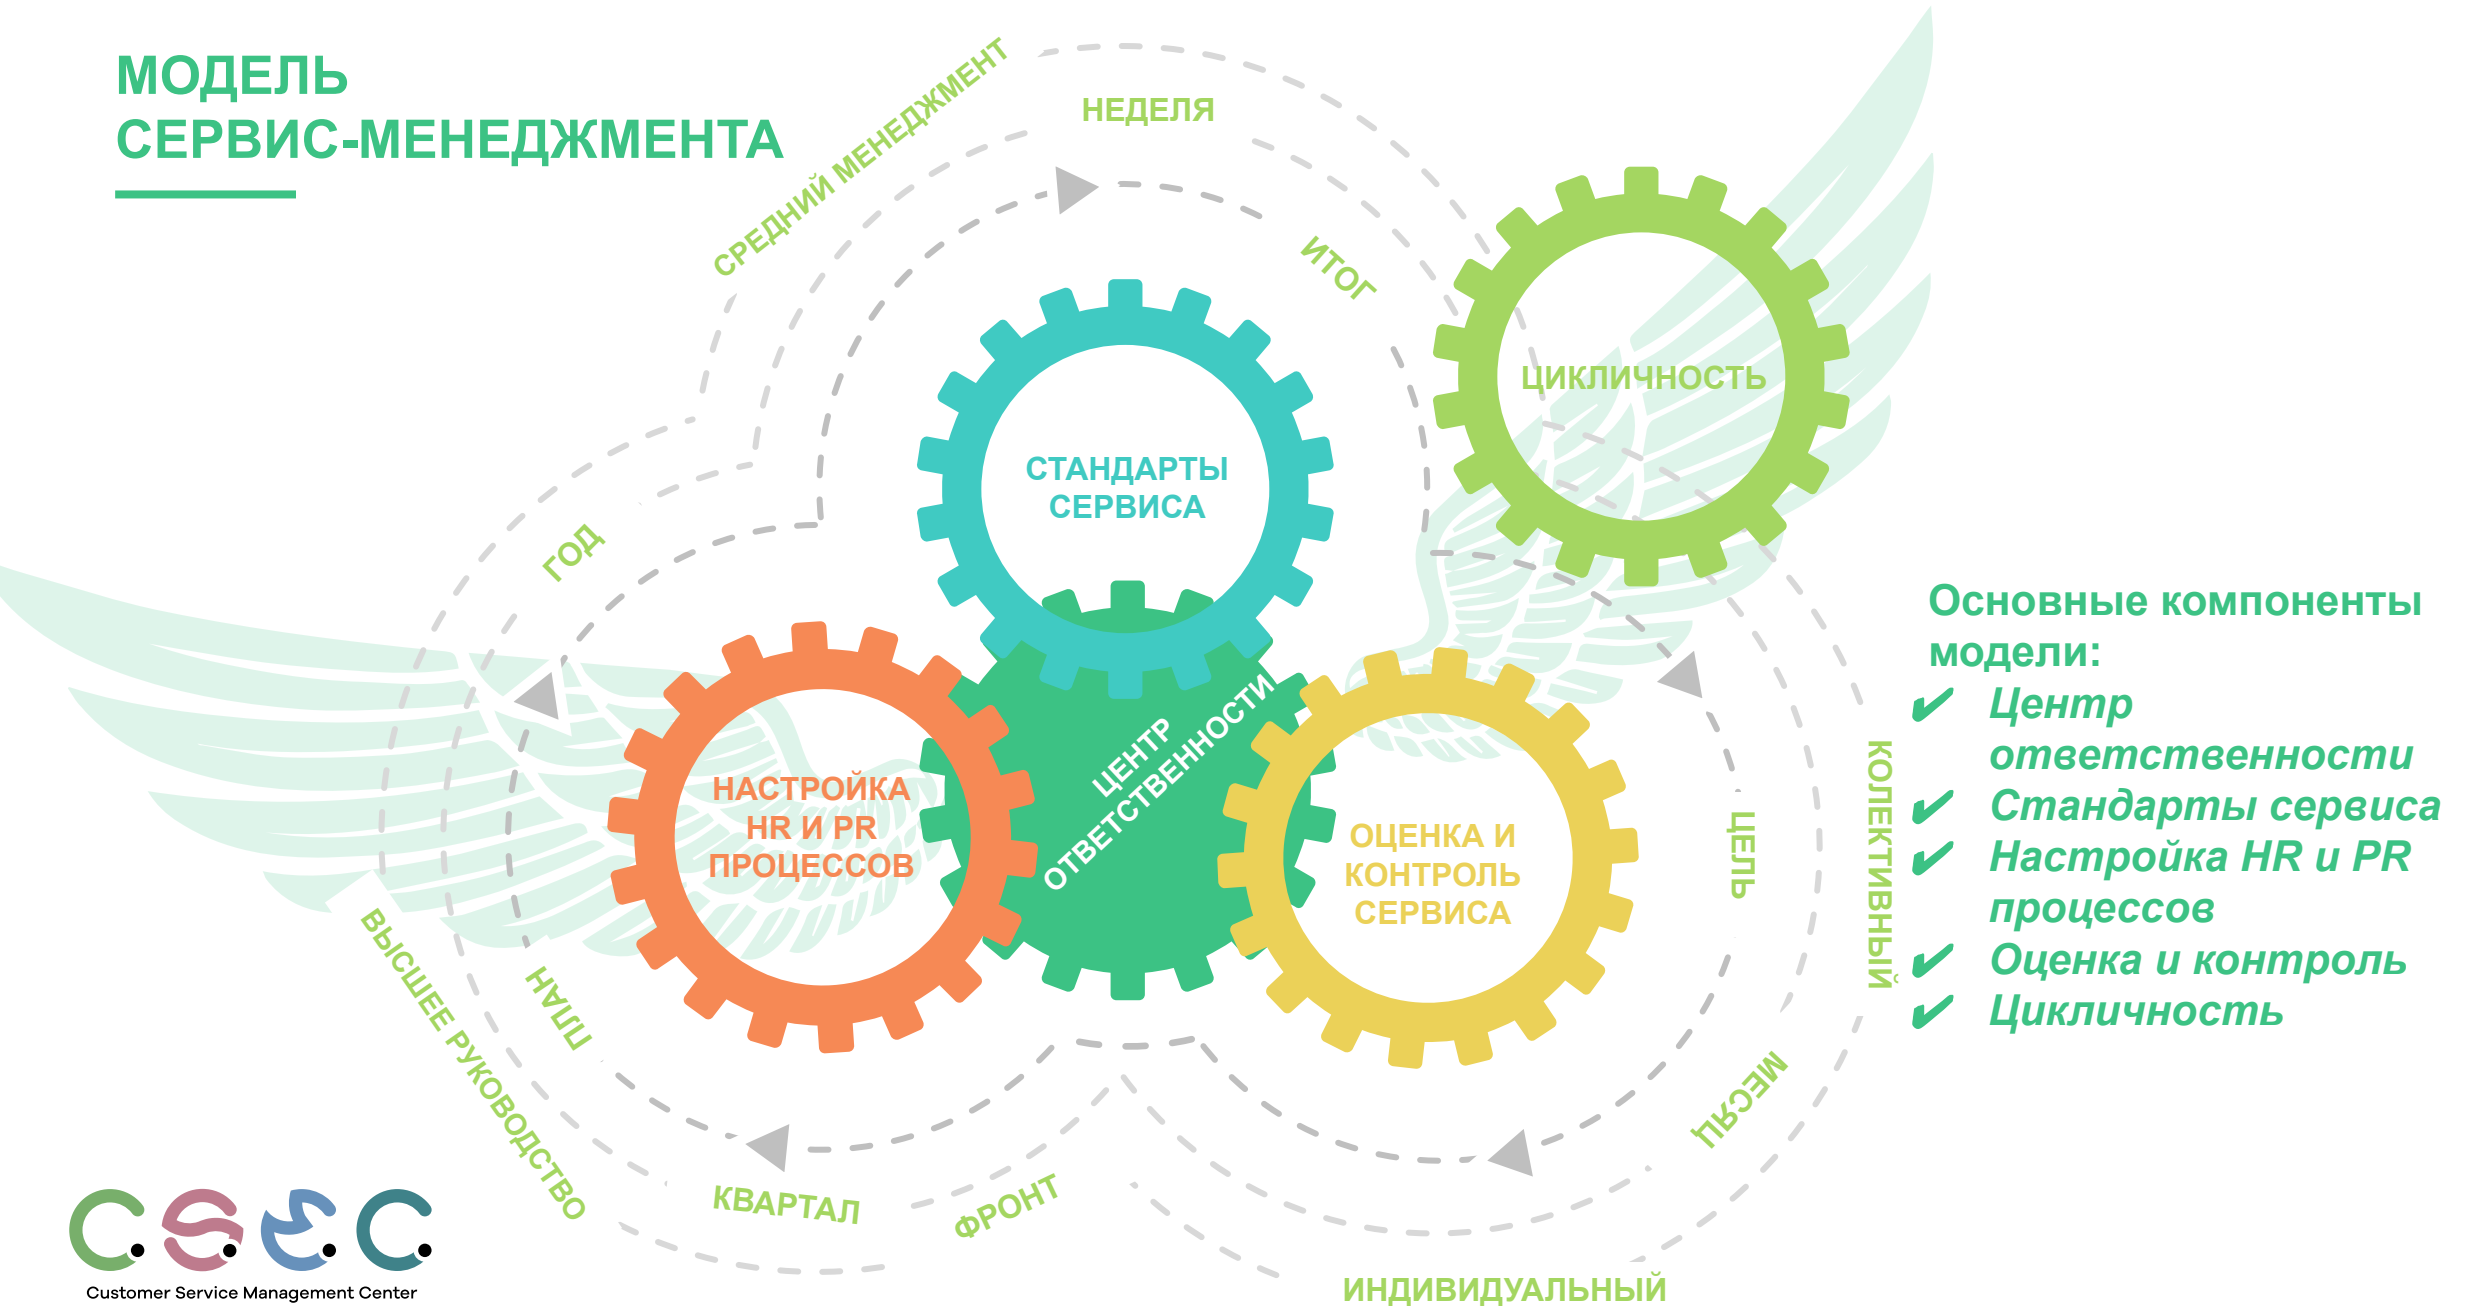 МОДЕЛЬ
СЕРВИС-МЕНЕДЖМЕНТА
СРЕДНИЙ МЕНЕДЖМЕНТ
НЕДЕЛЯ
ИТОГ
ЦИКЛИЧНОСТЬ
СТАНДАРТЫ
СЕРВИСА
ГОД
ЦЕНТР
ОТВЕТСТВЕННОСТИ
НАСТРОЙКА
HR И PR
ПРОЦЕССОВ
ОЦЕНКА И
КОНТРОЛЬ
СЕРВИСА
ЦЕЛЬ
КОЛЕКТИВНЫЙ
МЕСЯЦ
ПЛАН
ВЫСШЕЕ РУКОВОДСТВО
КВАРТАЛ
ФРОНТ
ИНДИВИДУАЛЬНЫЙ
Основные компоненты
модели:
✔ Центр
ответственности
✔ Стандарты сервиса
✔ Настройка HR и PR
процессов
✔ Оценка и контроль
✔ Цикличность
C.S.M.C.
Customer Service Management Center